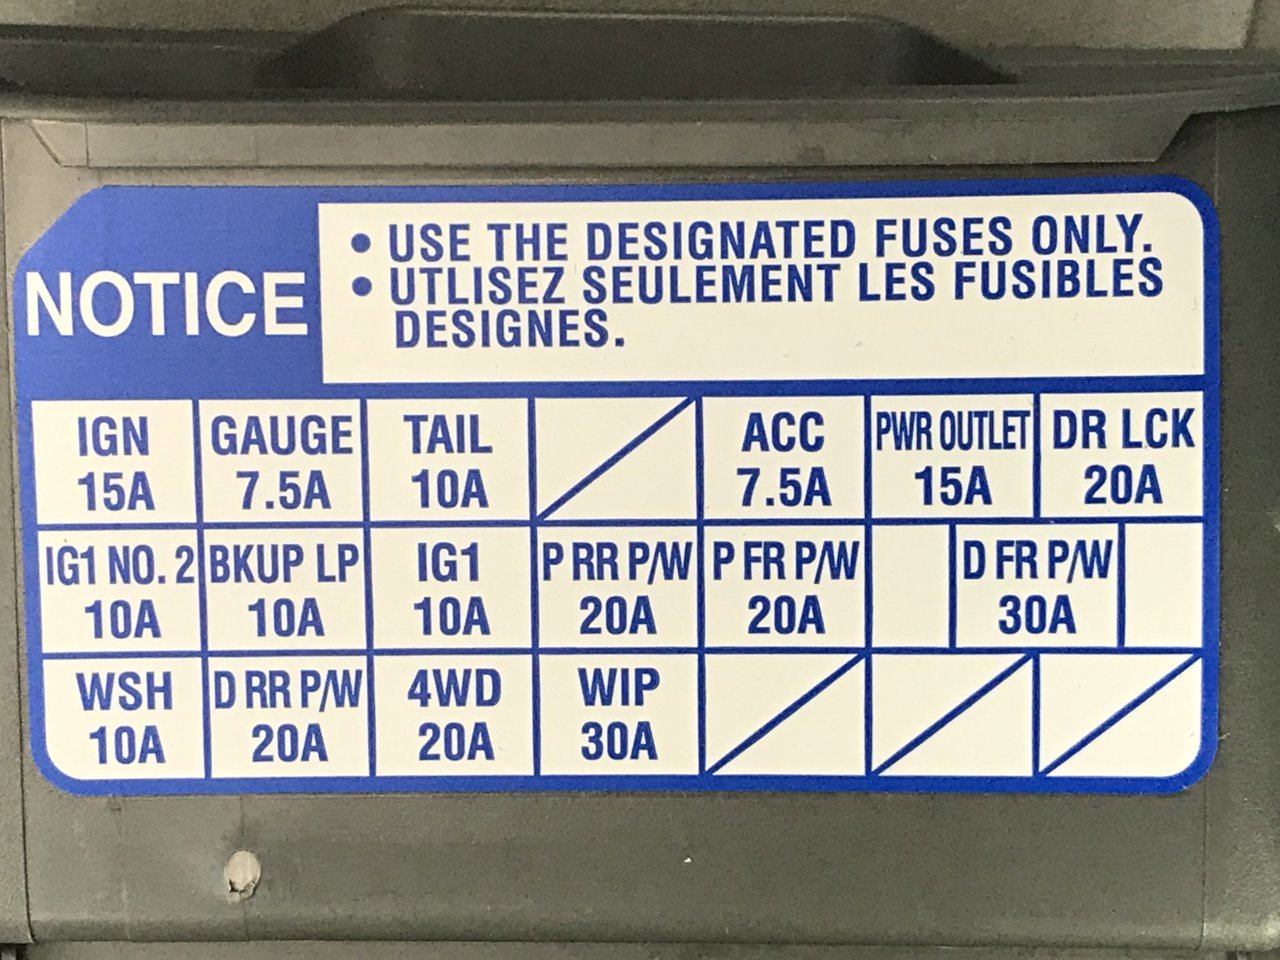 NOTICE
• USE THE DESIGNATED FUSES ONLY.
• UTLISEZ SEULEMENT LES FUSIBLES
DESIGNES.
IGN GAUGE TAIL ACC PWR OUTLET DR LCK
15A 7.5A 10A 7.5A 15A 20A
IG1 NO. 2 BKUP LP IG1 P RR P/W P FR P/W D FR P/W
10A 10A 10A 20A 20A 30A
WSH D RR P/W 4WD WIP
10A 20A 20A 30A